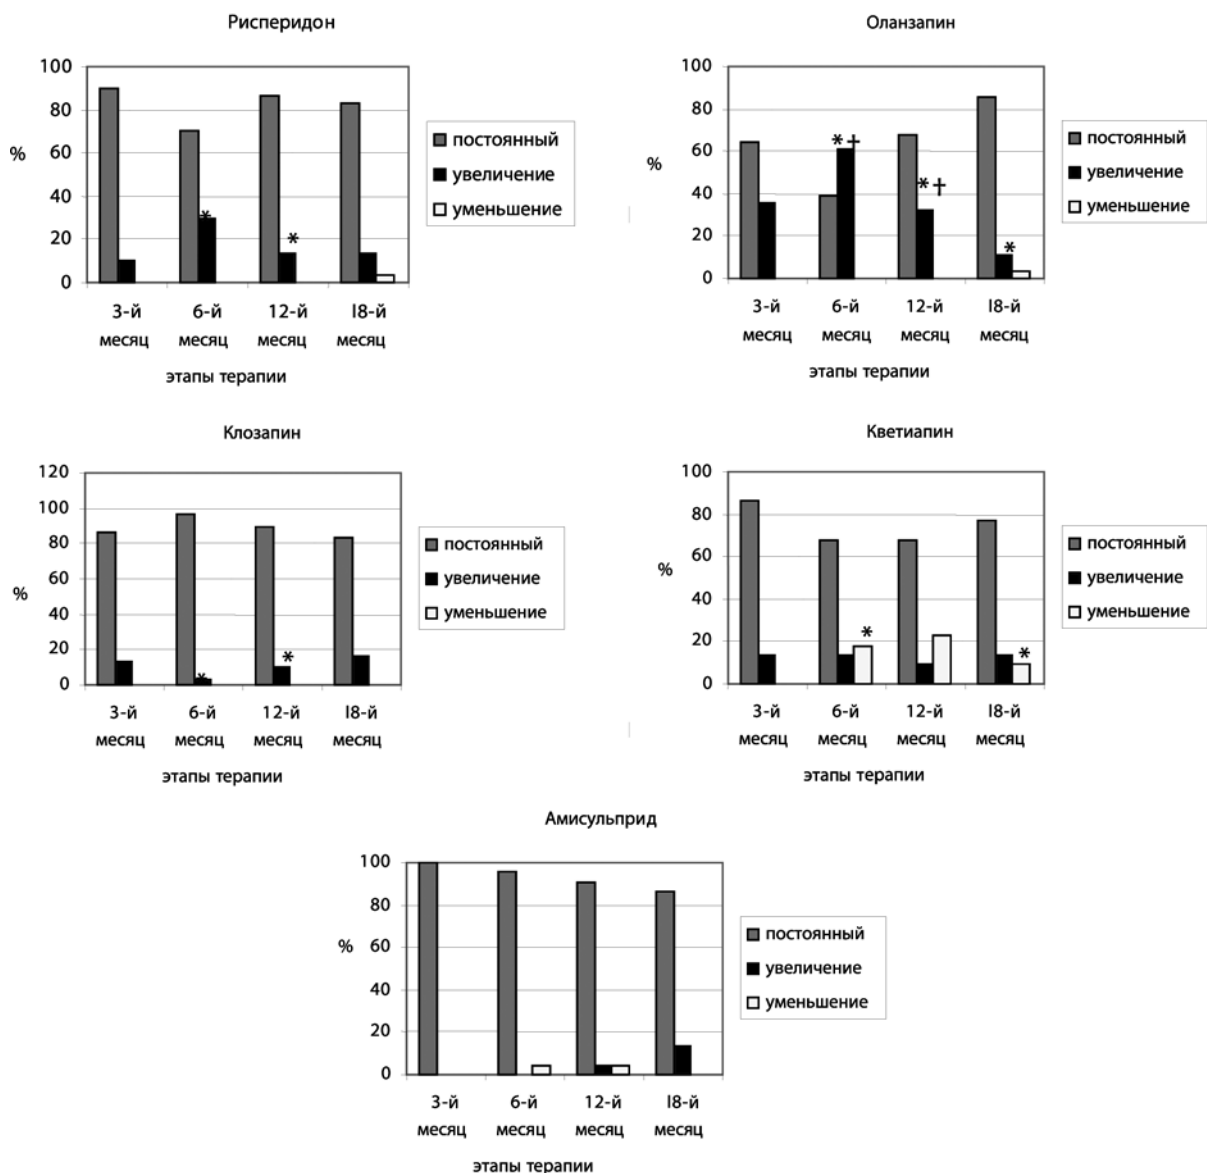 Рисперидон
100
80
60
40
20
0
%
*
*
3-й месяц
6-й месяц
12-й месяц
I8-й месяц
этапы терапии
постоянный
увеличение
уменьшение
Оланзапин
100
80
60
40
20
0
%
*†
*†
*
3-й месяц
6-й месяц
12-й месяц
I8-й месяц
этапы терапии
постоянный
увеличение
уменьшение
Клозапин
120
100
80
60
40
20
0
%
*
*
3-й месяц
6-й месяц
12-й месяц
I8-й месяц
этапы терапии
постоянный
увеличение
уменьшение
Кветиапин
100
80
60
40
20
0
%
*
*
3-й месяц
6-й месяц
12-й месяц
I8-й месяц
этапы терапии
постоянный
увеличение
уменьшение
Амисульприд
100
80
60
40
20
0
%
3-й месяц
6-й месяц
12-й месяц
I8-й месяц
этапы терапии
постоянный
увеличение
уменьшение